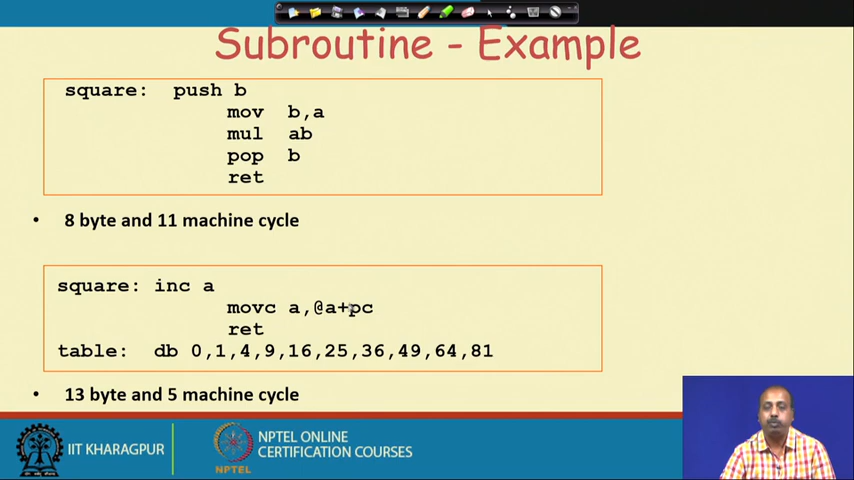 Subroutine - Example
square: push b
mov b,a
mul ab
pop b
ret
• 8 byte and 11 machine cycle
square: inc a
movc a,@a+pc
ret
table: db 0,1,4,9,16,25,36,49,64,81
• 13 byte and 5 machine cycle
IIT KHARAGPUR
NPTEL
NPTEL ONLINE
CERTIFICATION COURSES